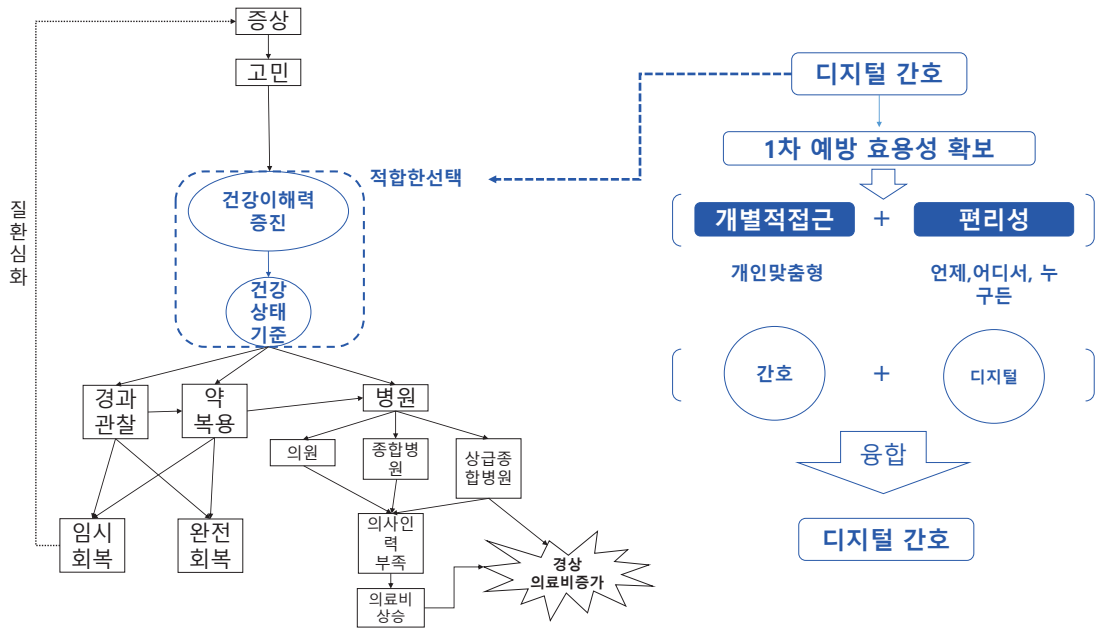 증상
고민
질환심화
건강이해력
증진
적합한선택
건강
상태
기준
경과
관찰
약
복용
병원
의원
종합병
원
상급종
합병원
임시
회복
완전
회복
의사인
력
부족
의료비
상승
경상
의료비증가
디지털 간호
1차 예방 효용성 확보
개별적접근 + 편리성
개인맞춤형
언제,어디서, 누
구든
간호 + 디지털
융합
디지털 간호